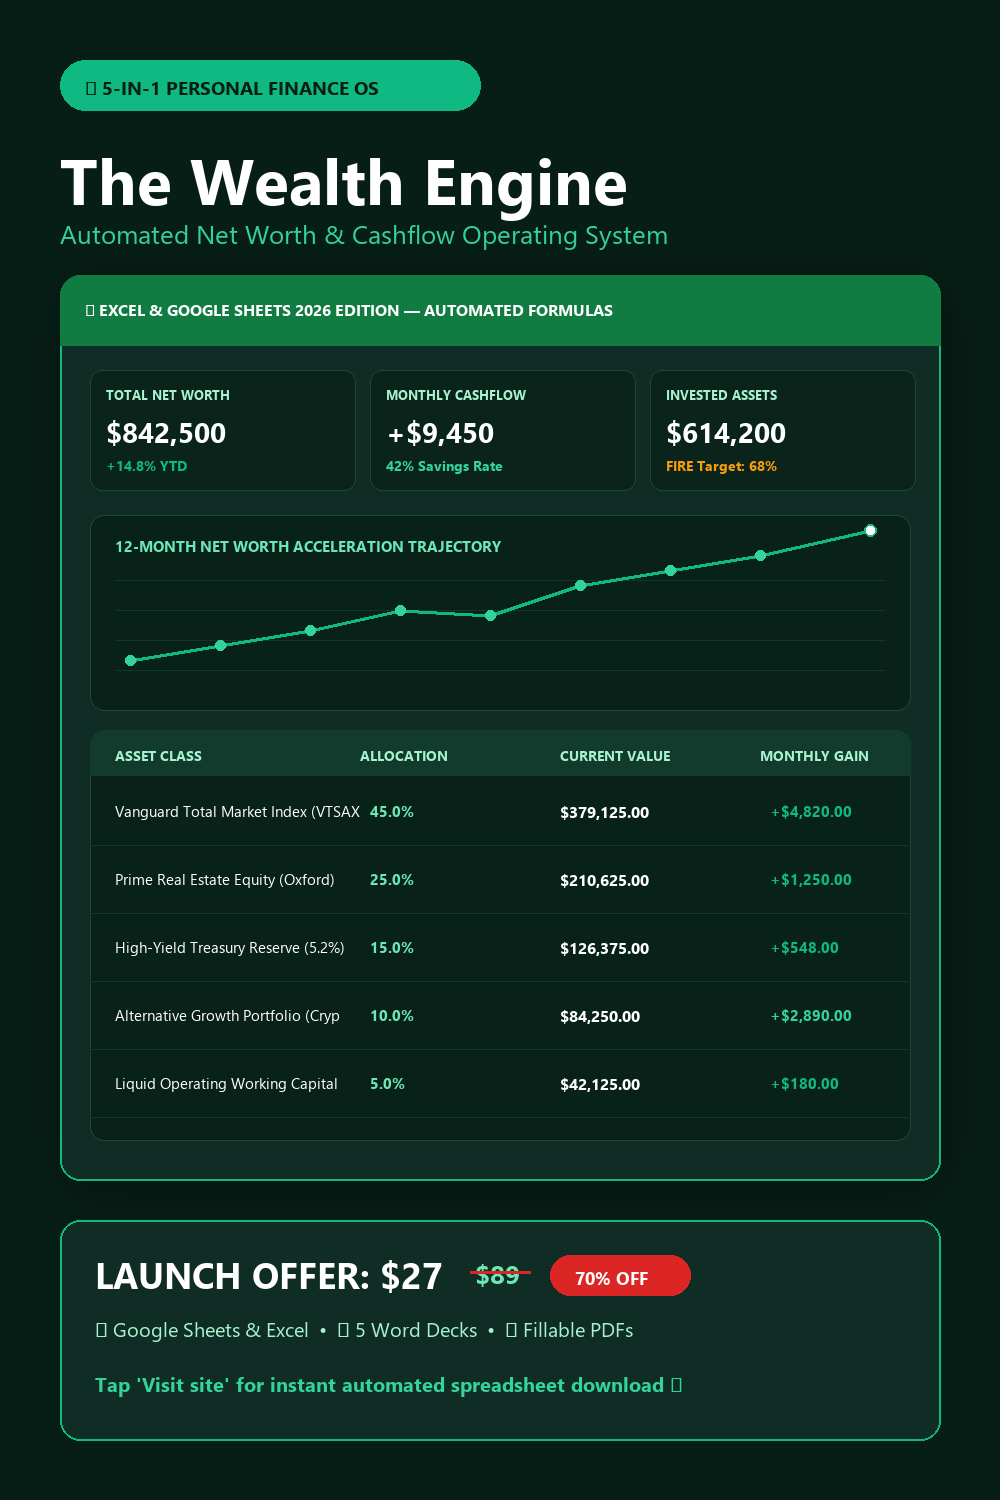 5-IN-1 PERSONAL FINANCE OS
The Wealth Engine
Automated Net Worth & Cashflow Operating System
EXCEL & GOOGLE SHEETS 2026 EDITION — AUTOMATED FORMULAS
TOTAL NET WORTH MONTHLY CASHFLOW INVESTED ASSETS
$842,500 +$9,450 $614,200
+14.8% YTD 42% Savings Rate FIRE Target: 68%
12-MONTH NET WORTH ACCELERATION TRAJECTORY
ASSET CLASS ALLOCATION CURRENT VALUE MONTHLY GAIN
Vanguard Total Market Index (VTSAX 45.0% $379,125.00 +$4,820.00
Prime Real Estate Equity (Oxford) 25.0% $210,625.00 +$1,250.00
High-Yield Treasury Reserve (5.2%) 15.0% $126,375.00 +$548.00
Alternative Growth Portfolio (Cryp 10.0% $84,250.00 +$2,890.00
Liquid Operating Working Capital 5.0% $42,125.00 +$180.00
LAUNCH OFFER: $27 $89 70% OFF
Google Sheets & Excel • 5 Word Decks • Fillable PDFs
Tap 'Visit site' for instant automated spreadsheet download